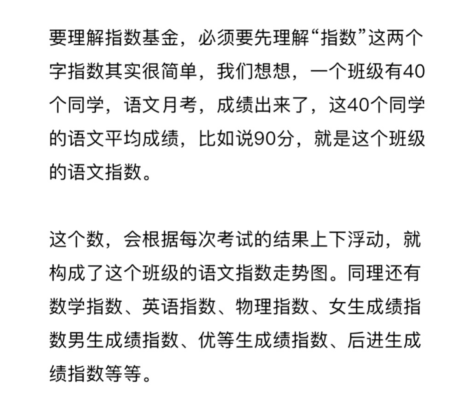 要理解指数基金，必须要先理解“指数”这两个
字指数其实很简单，我们想想，一个班级有40
个同学，语文月考，成绩出来了，这40个同学
的语文平均成绩，比如说90分，就是这个班级
的语文指数。
这个数，会根据每次考试的结果上下浮动，就
构成了这个班级的语文指数走势图。同理还有
数学指数、英语指数、物理指数、女生成绩指
数男生成绩指数、优等生成绩指数、后进生成
绩指数等等。